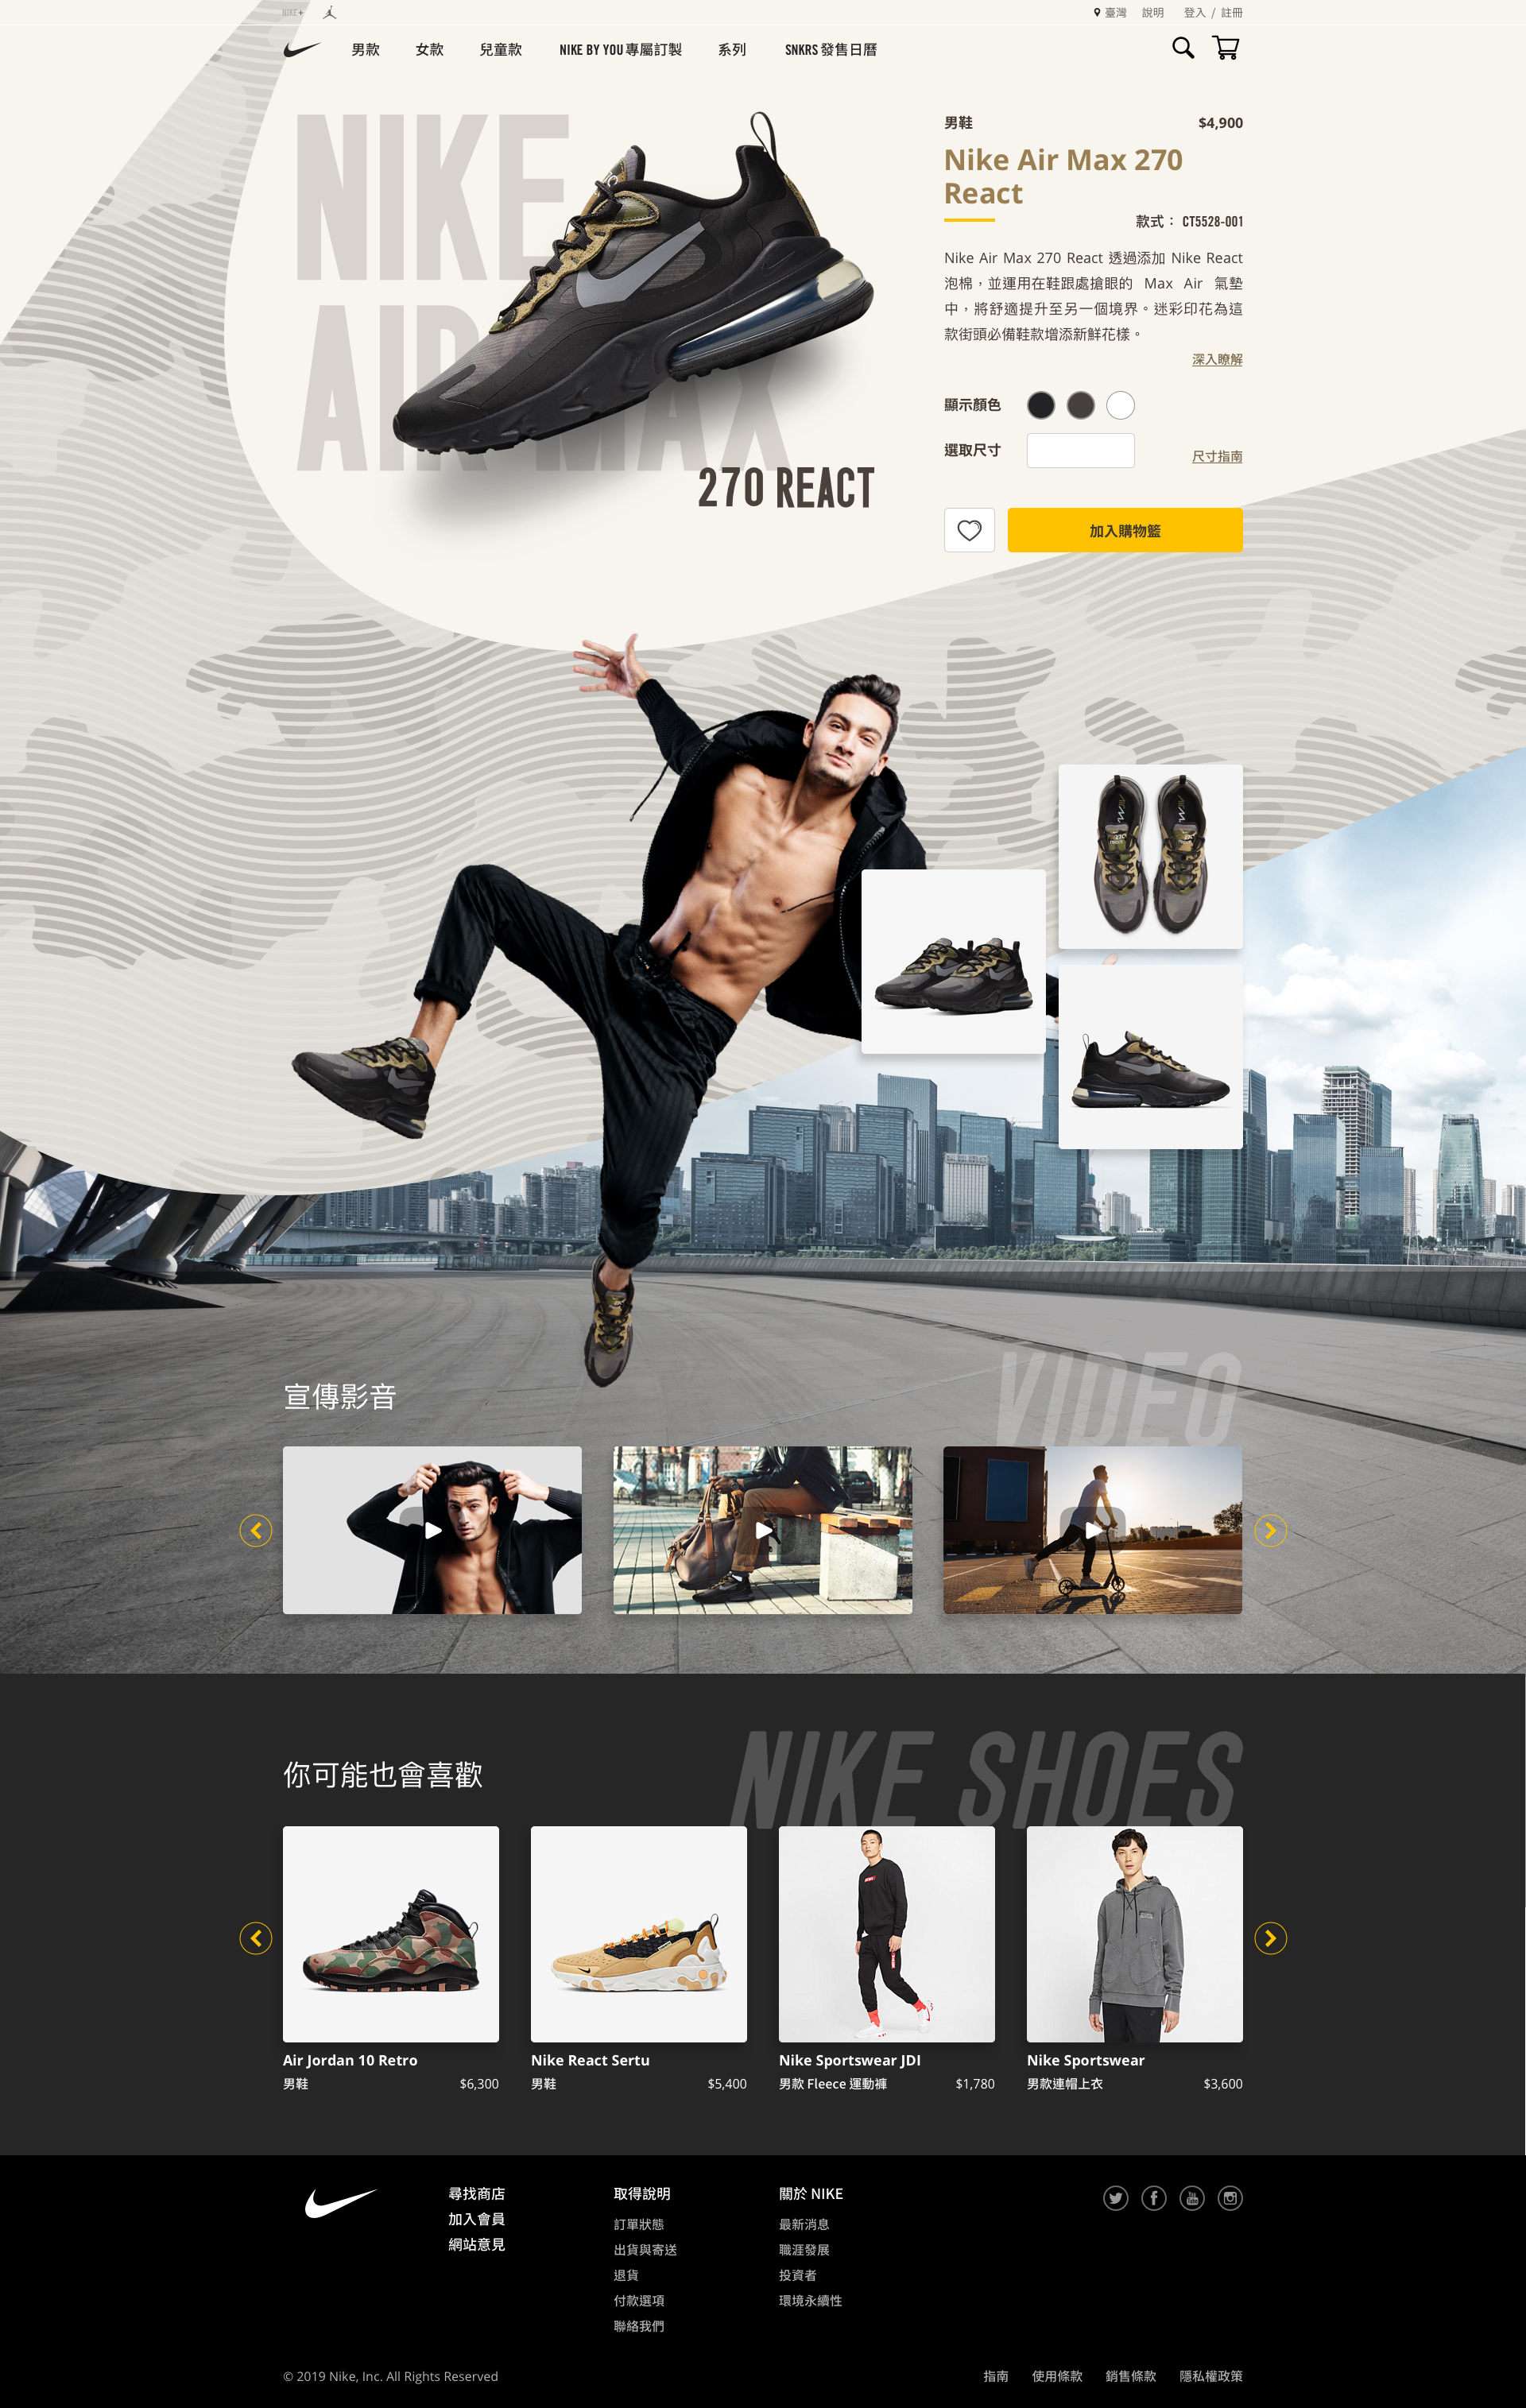 NIKE+
臺灣 說明 登入 / 註冊
男款 女款 兒童款 NIKE BY YOU 專屬訂製 系列 SNKRS 發售日曆
NIKE
AIR MAX
270 REACT
男鞋 $4,900
Nike Air Max 270
React
款式： CT5528-001
Nike Air Max 270 React 透過添加 Nike React
泡棉，並運用在鞋跟處搶眼的 Max Air 氣墊
中，將舒適提升至另一個境界。迷彩印花為這
款街頭必備鞋款增添新鮮花樣。
深入瞭解
顯示顏色
選取尺寸
尺寸指南
加入購物籃
宣傳影音
VIDEO
你可能也會喜歡
NIKE SHOES
Air Jordan 10 Retro
男鞋 $6,300
Nike React Sertu
男鞋 $5,400
Nike Sportswear JDI
男款 Fleece 運動褲 $1,780
Nike Sportswear
男款連帽上衣 $3,600
尋找商店
加入會員
網站意見
取得說明
訂單狀態
出貨與寄送
退貨
付款選項
聯絡我們
關於 NIKE
最新消息
職涯發展
投資者
環境永續性
© 2019 Nike, Inc. All Rights Reserved
指南 使用條款 銷售條款 隱私權政策